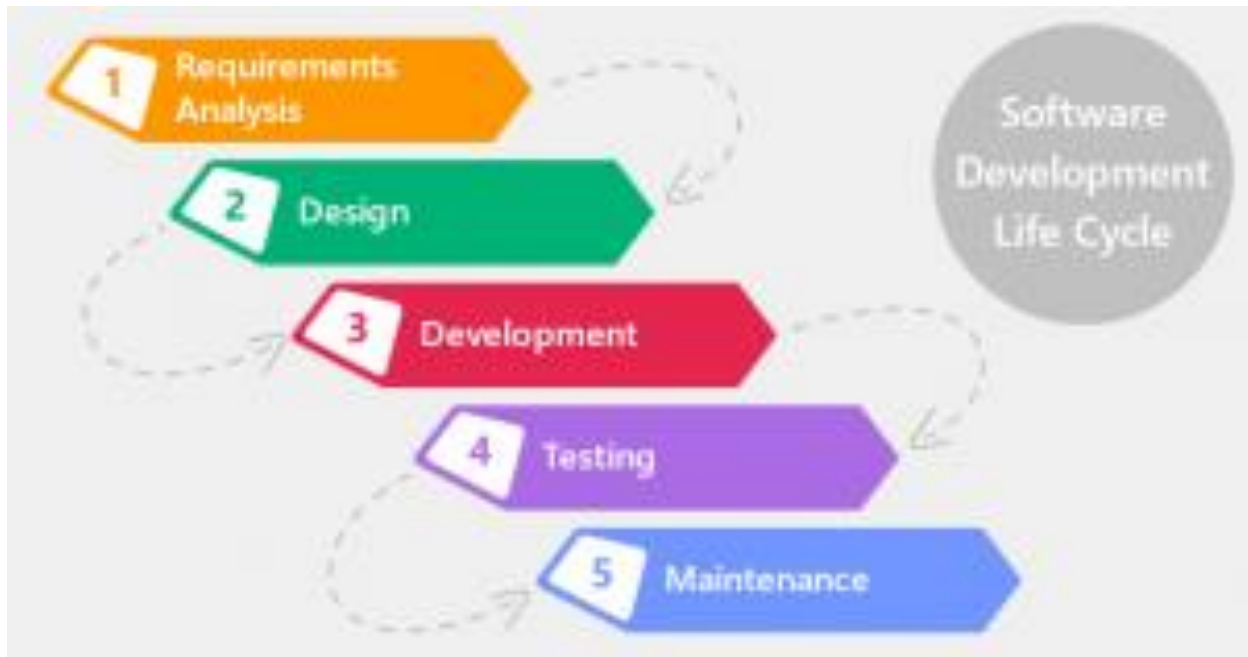 1
Requirements
Analysis
2
Design
3
Development
4
Testing
5
Maintenance
Software
Development
Life Cycle